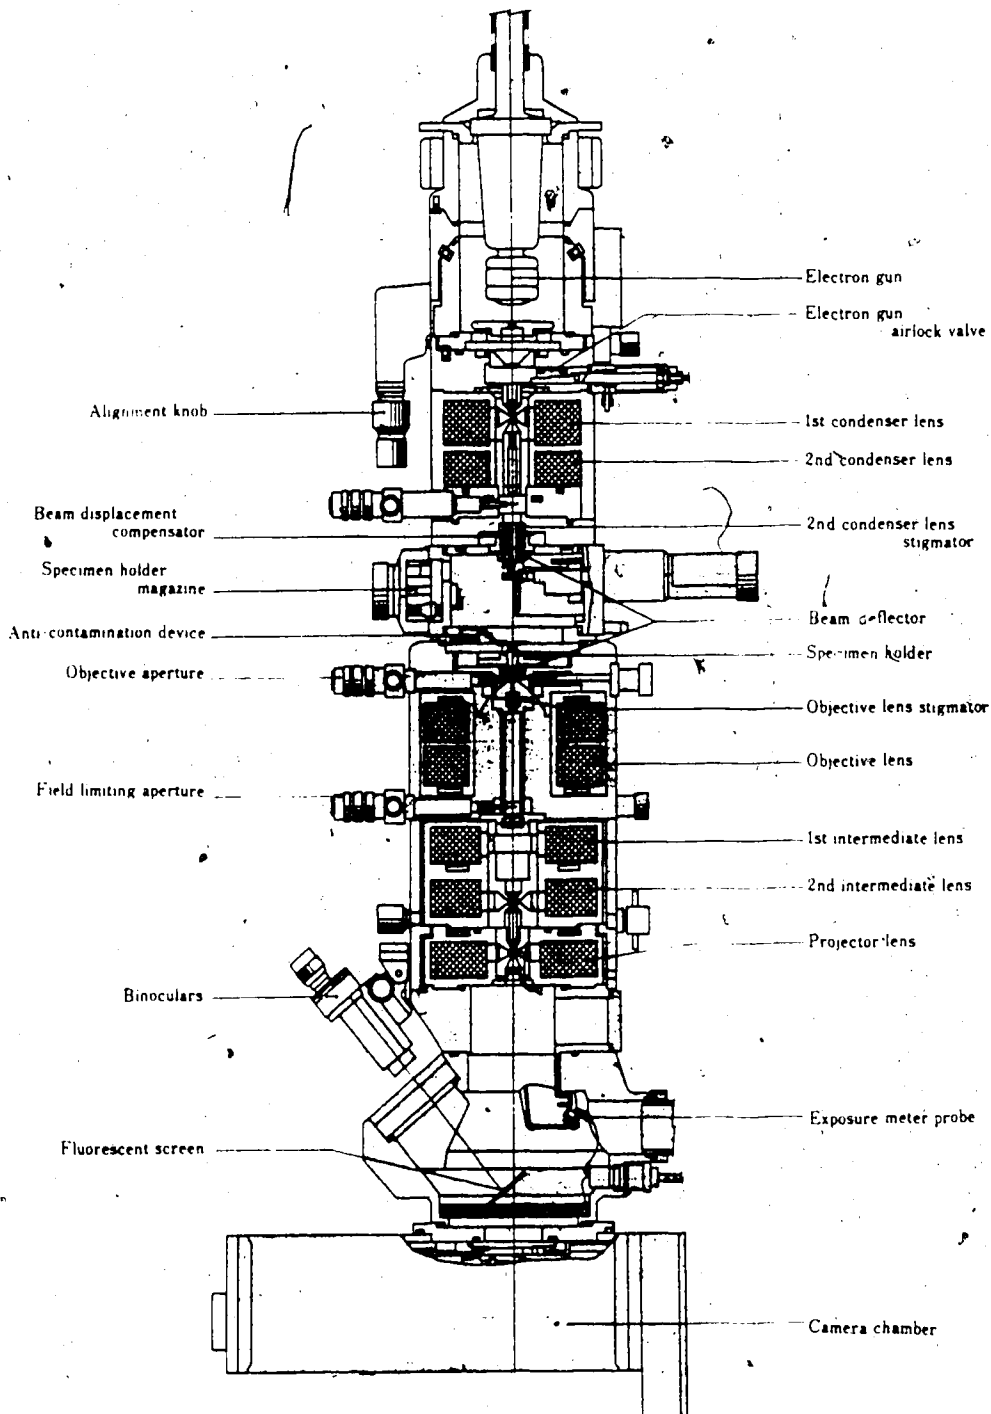 Electron gun
Electron gun
airlock valve
Alignment knob
1st condenser lens
2nd condenser lens
Beam displacement
compensator
2nd condenser lens
stigmator
Specimen holder
magazine
Beam deflector
Anti-contamination device
Specimen holder
Objective aperture
Objective lens stigmator
Objective lens
Field limiting aperture
1st intermediate lens
2nd intermediate lens
Projector lens
Binoculars
Exposure meter probe
Fluorescent screen
Camera chamber